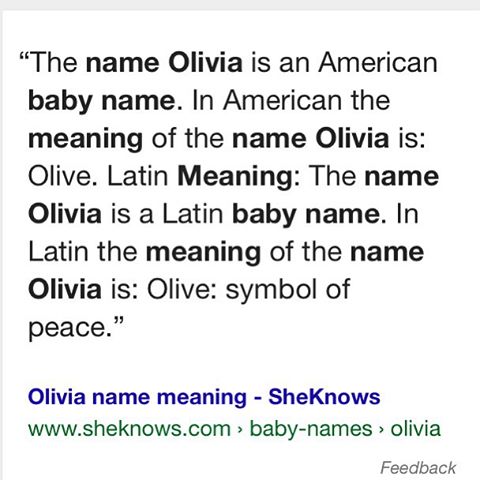 “The name Olivia is an American
baby name. In American the
meaning of the name Olivia is:
Olive. Latin Meaning: The name
Olivia is a Latin baby name. In
Latin the meaning of the name
Olivia is: Olive: symbol of
peace.”
Olivia name meaning - SheKnows
www.sheknows.com › baby-names › olivia
Feedback